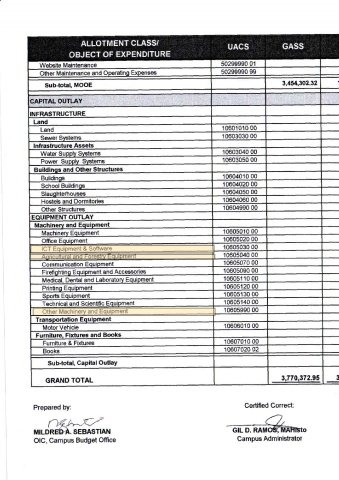 ALLOTMENT CLASS/ OBJECT OF EXPENDITURE UACS GASS
Website Maintenance 50299990 01
Other Maintenance and Operating Expenses 50299990 99
Sub-total, MOOE 3,454,302.32
CAPITAL OUTLAY
INFRASTRUCTURE
Land
Land 10601010 00
Sewer Systems 10603030 00
Infrastructure Assets
Water Supply Systems 10603040 00
Power Supply Systems 10603050 00
Buildings and Other Structures
Buildings 10604010 00
School Buildings 10604020 00
Slaughterhouses 10604050 00
Hostels and Dormitories 10604060 00
Other Structures 10604990 00
EQUIPMENT OUTLAY
Machinery and Equipment
Machinery Equipment 10605010 00
Office Equipment 10605020 00
ICT Equipment & Software 10605030 00
Agricultural and Forestry Equipment 10605040 00
Communication Equipment 10605070 00
Firefighting Equipment and Accessories 10605090 00
Medical, Dental and Laboratory Equipment 10605110 00
Printing Equipment 10605120 00
Sports Equipment 10605130 00
Technical and Scientific Equipment 10605140 00
Other Machinery and Equipment 10605990 00
Transportation Equipment
Motor Vehicle 10606010 00
Furniture, Fixtures and Books
Furniture & Fixtures 10607010 00
Books 10607020 02
Sub-total, Capital Outlay
GRAND TOTAL 3,770,372.95 3
Prepared by: Certified Correct:
MILDRED A. SEBASTIAN GIL D. RAMOS, MAHisto
OIC, Campus Budget Office Campus Administrator